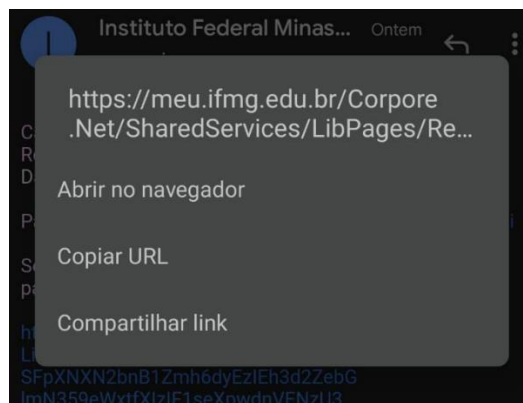 I
Instituto Federal Minas... Ontem
https://meu.ifmg.edu.br/Corpore
.Net/SharedServices/LibPages/Re...
Abrir no navegador
Copiar URL
Compartilhar link
SFpXNXN2bnB1Zmh6dyEzIEh3d2ZebG